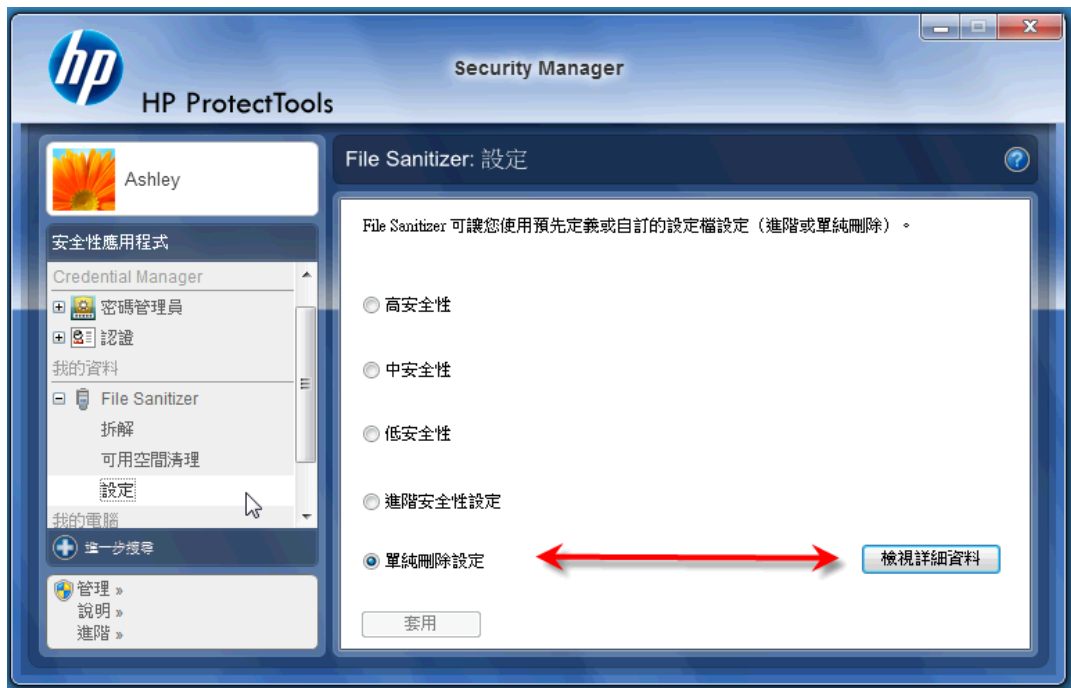 hp
HP ProtectTools
Security Manager
Ashley
安全性應用程式
Credential Manager
密碼管理員
認證
我的資料
File Sanitizer
拆解
可用空間清理
設定
我的電腦
進一步搜尋
管理 »
說明 »
進階 »
File Sanitizer: 設定
?
File Sanitizer 可讓您使用預先定義或自訂的設定檔設定（進階或單純刪除）。
高安全性
中安全性
低安全性
進階安全性設定
單純刪除設定
檢視詳細資料
套用